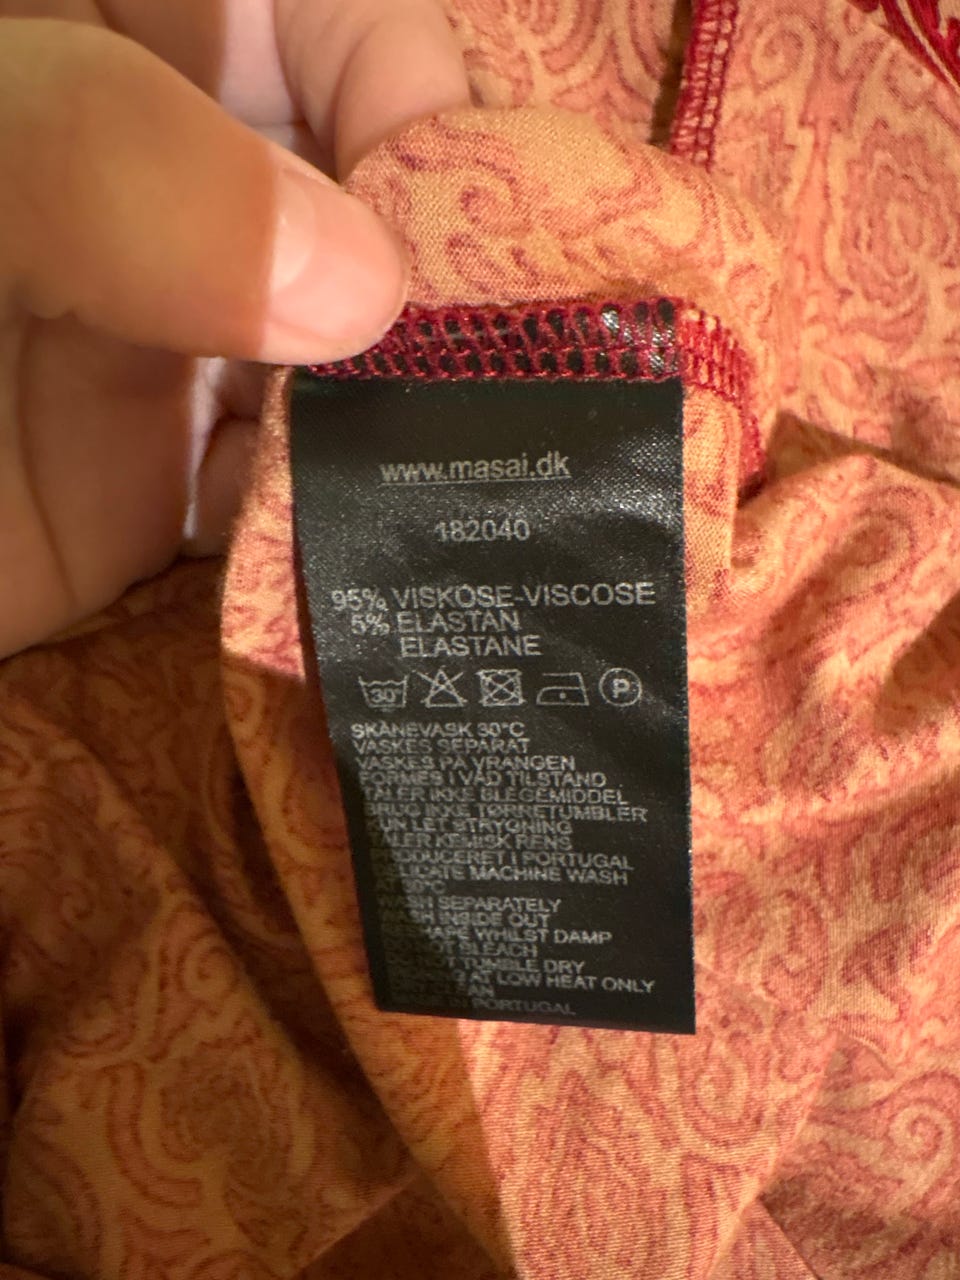 www.masai.dk
182040
95% VISKOSE-VISCOSE
5% ELASTAN
ELASTANE
30° P
SKÅNEVASK 30°C
VASKES SEPARAT
VASKES PÅ VRANGEN
FORMES I VÅD TILSTAND
TÅLER IKKE BLEGEMIDDEL
BRUG IKKE TØRRETUMBLER
KUN LET STRYGNING
TÅLER KEMISK RENS
PRODUCERET I PORTUGAL
DELICATE MACHINE WASH
AT 30°C
WASH SEPARATELY
WASH INSIDE OUT
RESHAPE WHILST DAMP
DO NOT BLEACH
DO NOT TUMBLE DRY
IRONING AT LOW HEAT ONLY
DRY CLEAN
MADE IN PORTUGAL